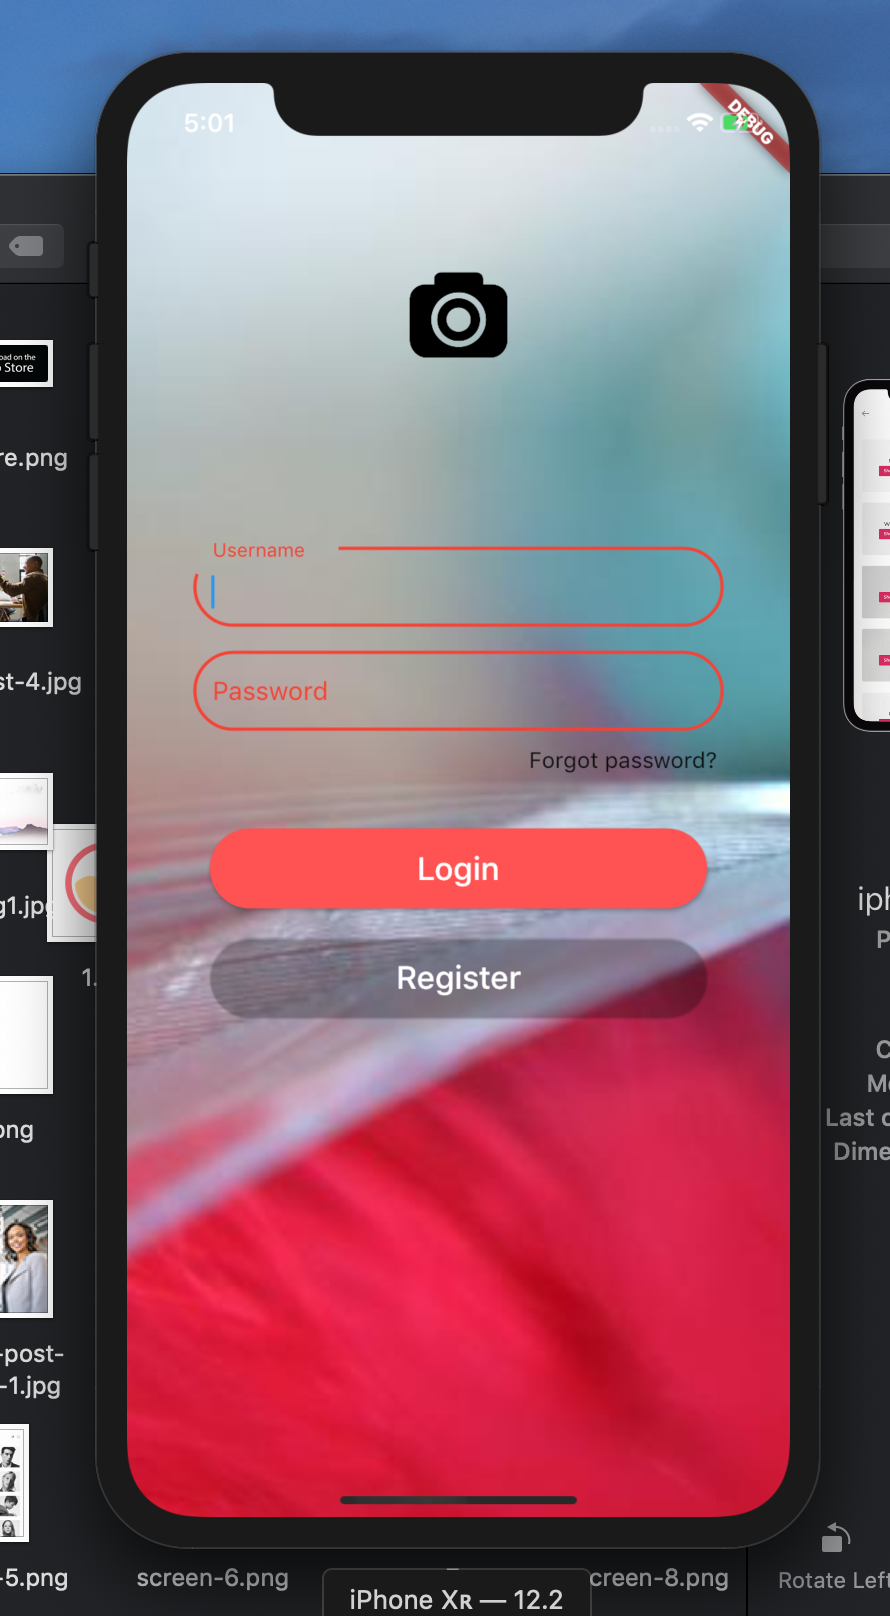 5:01
DEBUG
oad on the
Store
re.png
Username
st-4.jpg
Password
Forgot password?
Login
g1.jpg
iph
P
1.
Register
C
Me
Last o
Dime
png
-post-
-1.jpg
-5.png
screen-6.png
creen-8.png
Rotate Left
iPhone XR — 12.2